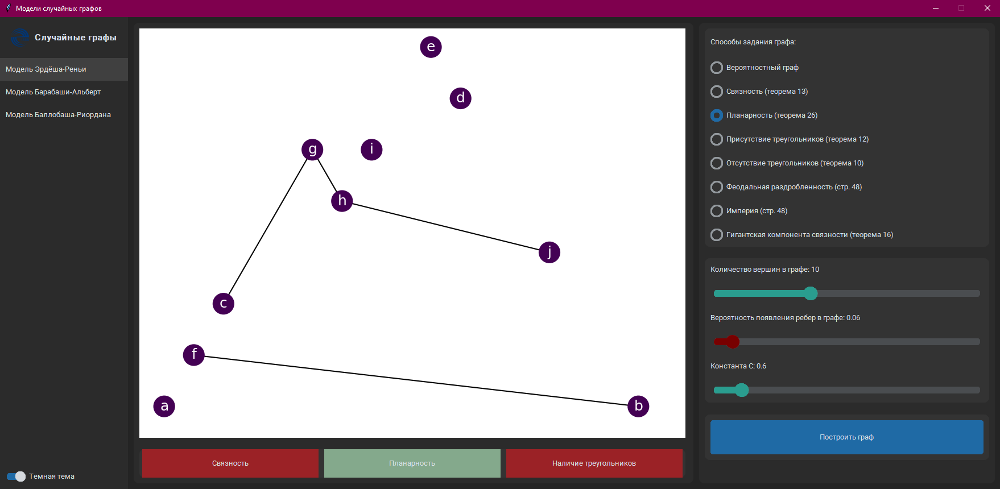 Модели случайных графов
Случайные графы
Модель Эрдёша-Реньи
Модель Барабаши-Альберт
Модель Баллобаша-Риордана
Темная тема
e
d
g
i
h
j
c
f
a
b
Связность
Планарность
Наличие треугольников
Способы задания графа:
Вероятностный граф
Связность (теорема 13)
Планарность (теорема 26)
Присутствие треугольников (теорема 12)
Отсутствие треугольников (теорема 10)
Феодальная раздробленность (стр. 48)
Империя (стр. 48)
Гигантская компонента связности (теорема 16)
Количество вершин в графе: 10
Вероятность появления ребер в графе: 0.06
Константа C: 0.6
Построить граф